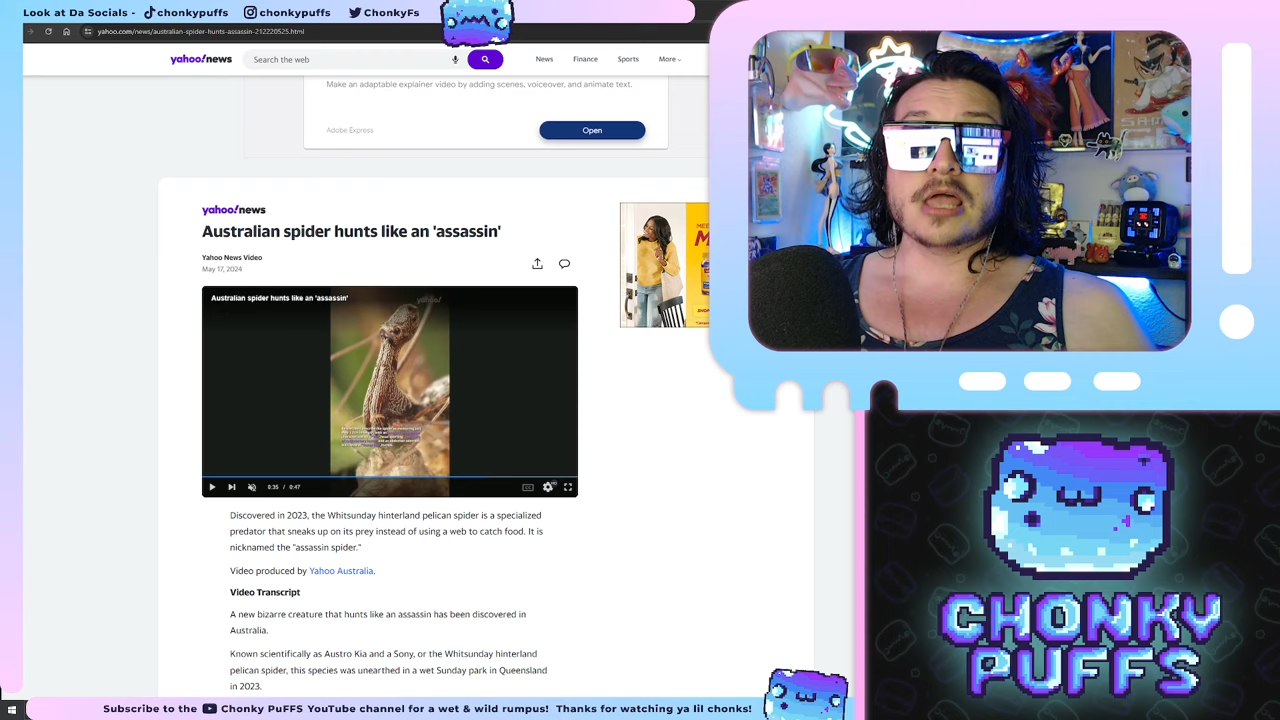 Look at Da Socials - chonkypuffs chonkypuffs ChonkyFs
yahoo.com/news/australian-spider-hunts-assassin-212220525.html
yahoo!news
Search the web
News Finance Sports More
Make an adaptable explainer video by adding scenes, voiceover, and animate text.
Adobe Express
Open
yahoo!news
Australian spider hunts like an 'assassin'
Yahoo News Video
May 17, 2024
Australian spider hunts like an 'assassin'
yahoo!
0:35 / 0:47
Discovered in 2023, the Whitsunday hinterland pelican spider is a specialized
predator that sneaks up on its prey instead of using a web to catch food. It is
nicknamed the "assassin spider."
Video produced by Yahoo Australia.
Video Transcript
A new bizarre creature that hunts like an assassin has been discovered in
Australia.
Known scientifically as Austro Kia and a Sony, or the Whitsunday hinterland
pelican spider, this species was unearthed in a wet Sunday park in Queensland
in 2023.
CHONKY
PUFFS
Subscribe to the Chonky PuFFS YouTube channel for a wet & wild rumpus! Thanks for watching ya lil chonks!